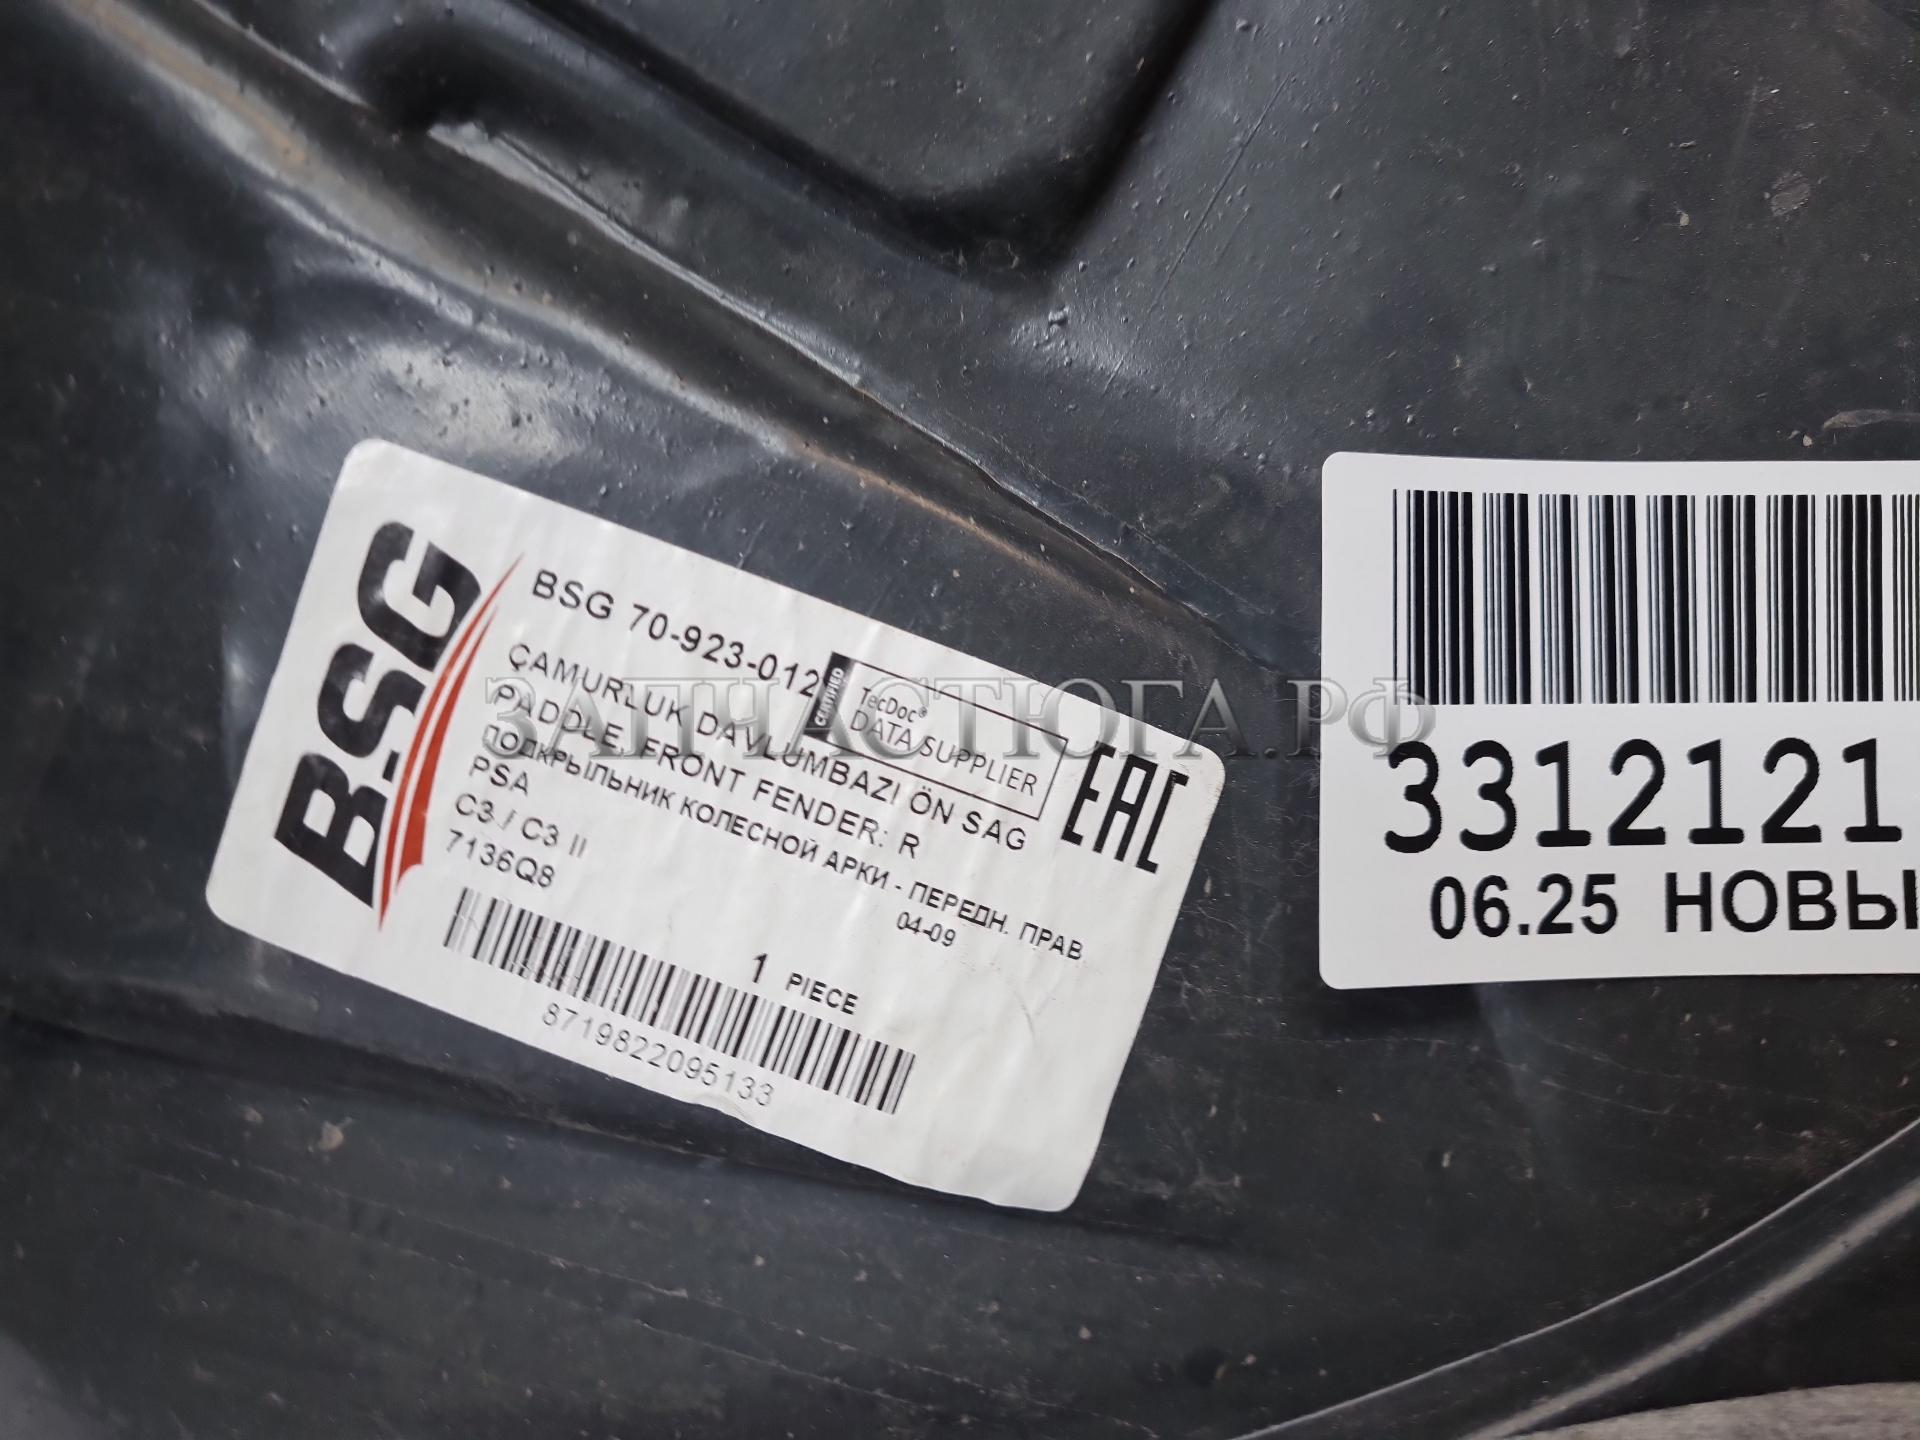 BSG
BSG 70-923-012
CERTIFIED
TecDoc®
DATA SUPPLIER
EAC
ÇAMURLUK DAVLUMBAZI ÖN SAG
PADDLE, FRONT FENDER: R
ПОДКРЫЛЬНИК КОЛЕСНОЙ АРКИ - ПЕРЕДН. ПРАВ
PSA
C3 / C3 II
04-09
7136Q8
1 PIECE
8719822095133
3312121
06.25 НОВЫ
ЗАПЧАСТЮГА.РФ